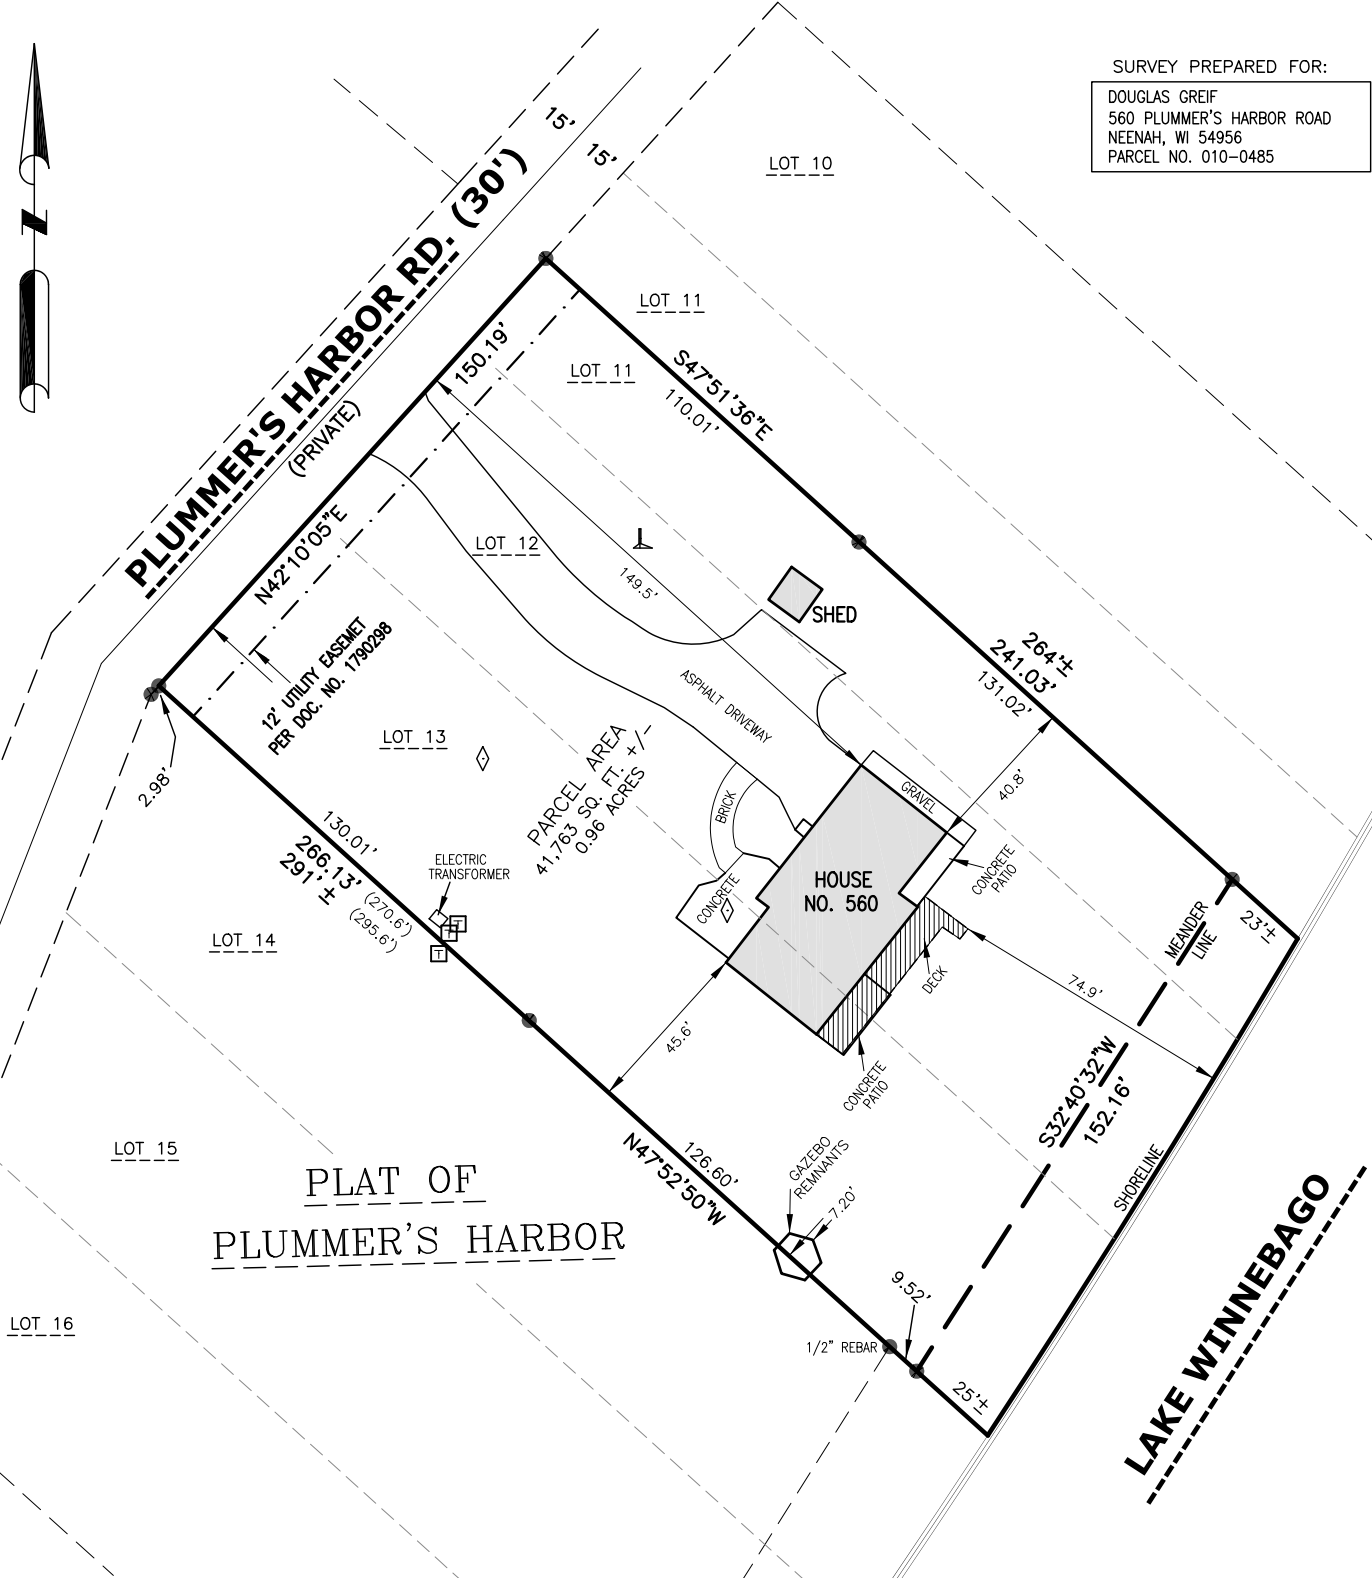 SURVEY PREPARED FOR:
DOUGLAS GREIF
560 PLUMMER'S HARBOR ROAD
NEENAH, WI 54956
PARCEL NO. 010-0485
N
15'
15'
LOT 10
PLUMMER'S HARBOR RD. (30')
(PRIVATE)
LOT 11
LOT 11
150.19'
N42°10'05"E
S47°51'36"E
110.01'
LOT 12
149.5'
SHED
264'±
241.03'
131.02'
12' UTILITY EASEMET
PER DOC. NO. 1790298
ASPHALT DRIVEWAY
LOT 13
PARCEL AREA
41,763 SQ. FT. +/-
0.96 ACRES
2.98'
GRAVEL
40.8'
BRICK
130.01'
266.13' (270.6')
291'± (295.6')
ELECTRIC
TRANSFORMER
T
T
T
CONCRETE
HOUSE
NO. 560
CONCRETE
PATIO
MEANDER
LINE
23'±
LOT 14
DECK
74.9'
45.6'
CONCRETE
PATIO
S32°40'32"W
152.16'
LOT 15
126.60'
N47°52'50"W
GAZEBO
REMNANTS
7.20'
SHORELINE
PLAT OF
PLUMMER'S HARBOR
LAKE WINNEBAGO
9.52'
LOT 16
1/2" REBAR
25'±